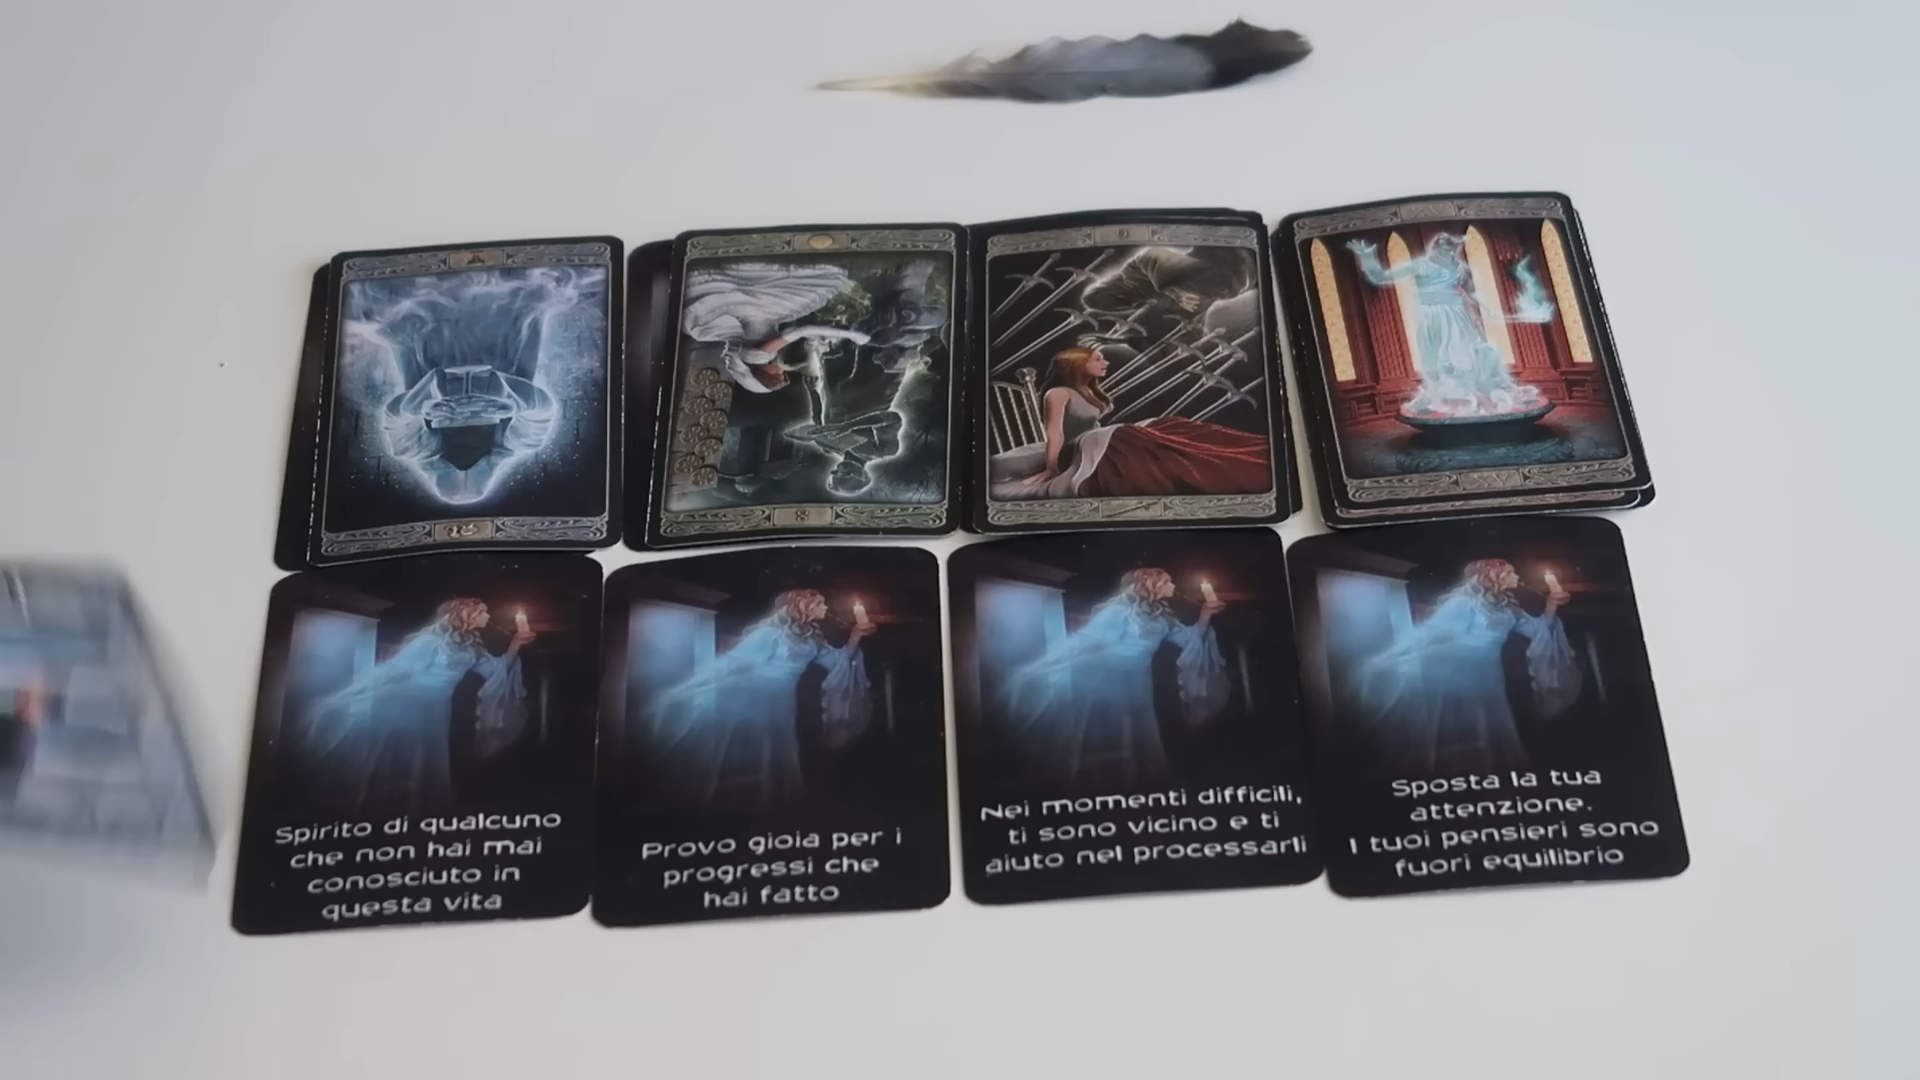 Spirito di qualcuno
che non hai mai
conosciuto in
questa vita
Provo gioia per i
progressi che
hai fatto
Nei momenti difficili,
ti sono vicino e ti
aiuto nel processarli
Sposta la tua
attenzione.
I tuoi pensieri sono
fuori equilibrio